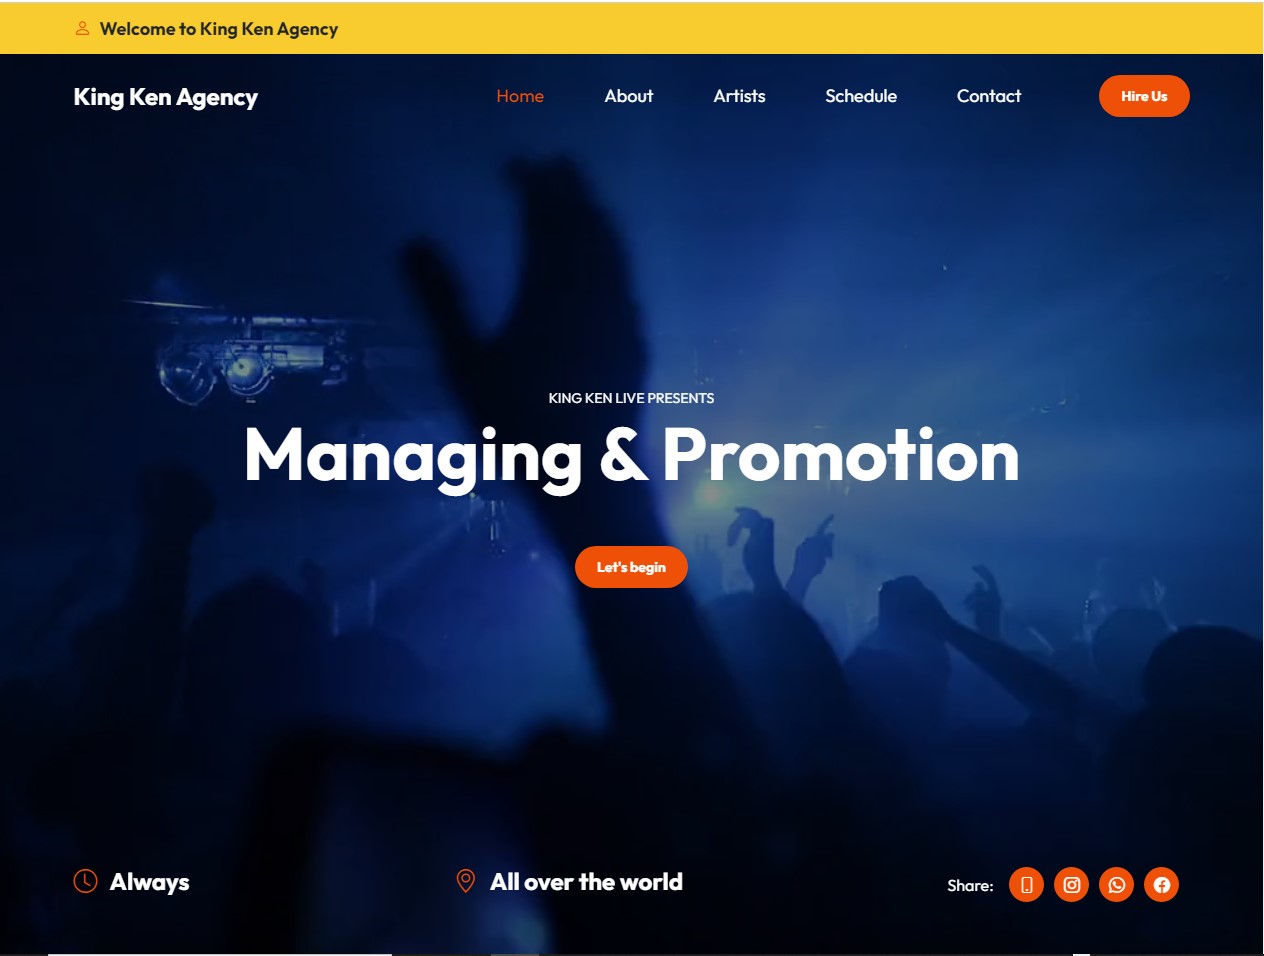 Welcome to King Ken Agency
King Ken Agency
Home
About
Artists
Schedule
Contact
Hire Us
KING KEN LIVE PRESENTS
Managing & Promotion
Let's begin
Always
All over the world
Share: